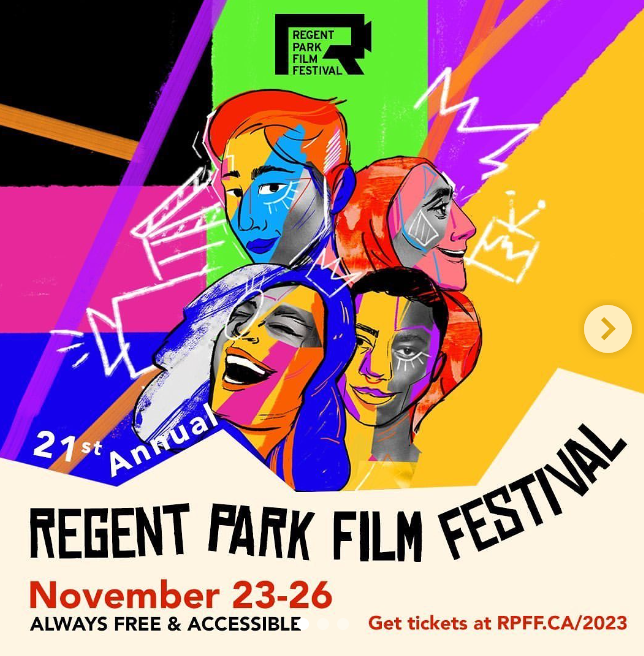 REGENT
PARK
FILM
FESTIVAL
21st Annual
REGENT PARK FILM FESTIVAL
November 23-26
ALWAYS FREE & ACCESSIBLE
Get tickets at RPFF.CA/2023